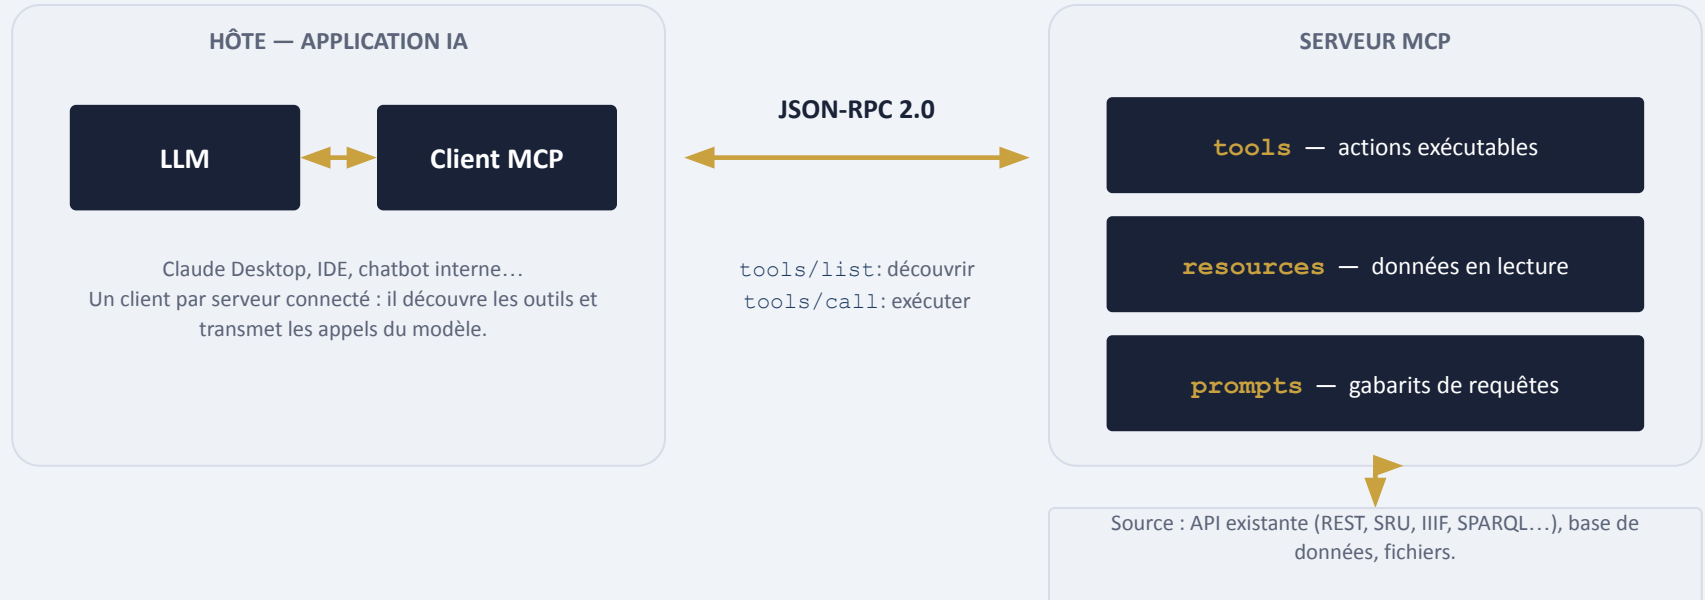 HÔTE — APPLICATION IA
LLM
Client MCP
Claude Desktop, IDE, chatbot interne…
Un client par serveur connecté : il découvre les outils et
transmet les appels du modèle.
JSON-RPC 2.0
tools/list: découvrir
tools/call: exécuter
SERVEUR MCP
tools — actions exécutables
resources — données en lecture
prompts — gabarits de requêtes
Source : API existante (REST, SRU, IIIF, SPARQL…), base de
données, fichiers.